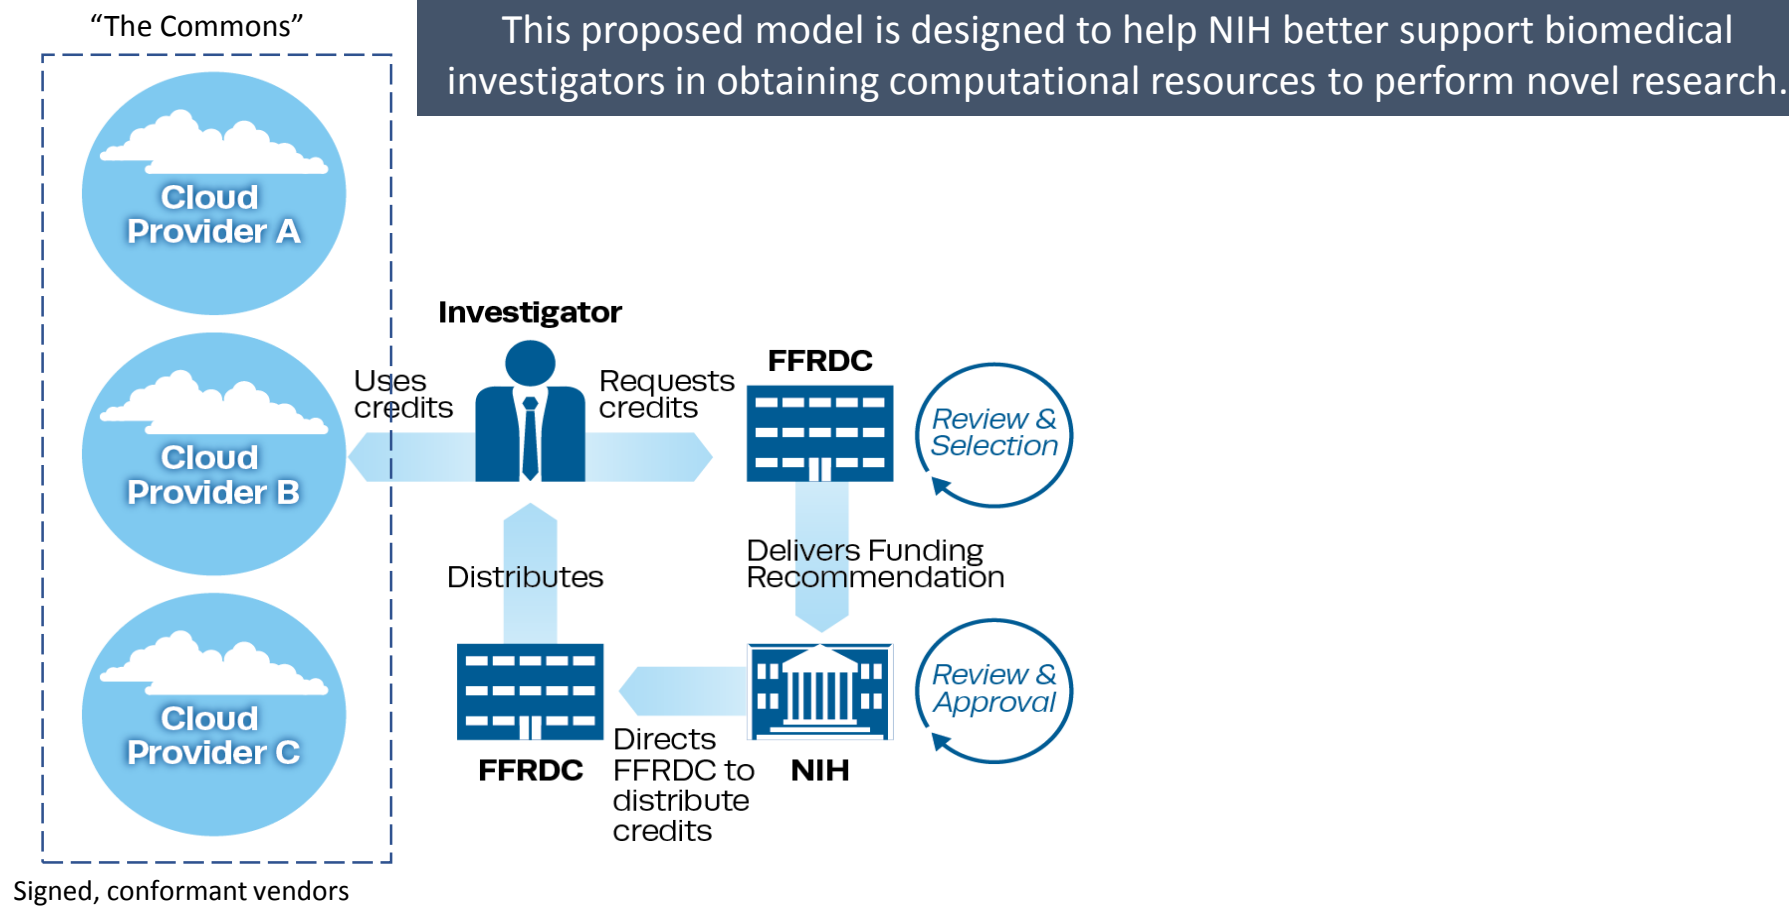 “The Commons”
This proposed model is designed to help NIH better support biomedical
investigators in obtaining computational resources to perform novel research.
Cloud
Provider A
Cloud
Provider B
Cloud
Provider C
Signed, conformant vendors
Investigator
Uses
credits
Requests
credits
FFRDC
Review &
Selection
Delivers Funding
Recommendation
Distributes
FFRDC
Directs
FFRDC to
distribute
credits
NIH
Review &
Approval